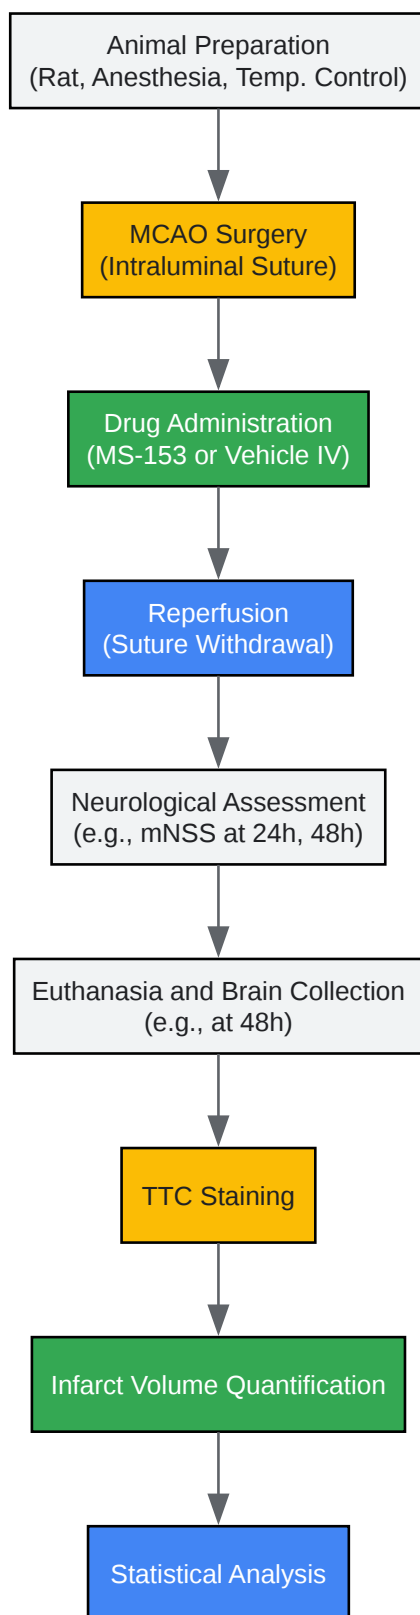 Animal Preparation
(Rat, Anesthesia, Temp. Control)
MCAO Surgery
(Intraluminal Suture)
Drug Administration
(MS-153 or Vehicle IV)
Reperfusion
(Suture Withdrawal)
Neurological Assessment
(e.g., mNSS at 24h, 48h)
Euthanasia and Brain Collection
(e.g., at 48h)
TTC Staining
Infarct Volume Quantification
Statistical Analysis